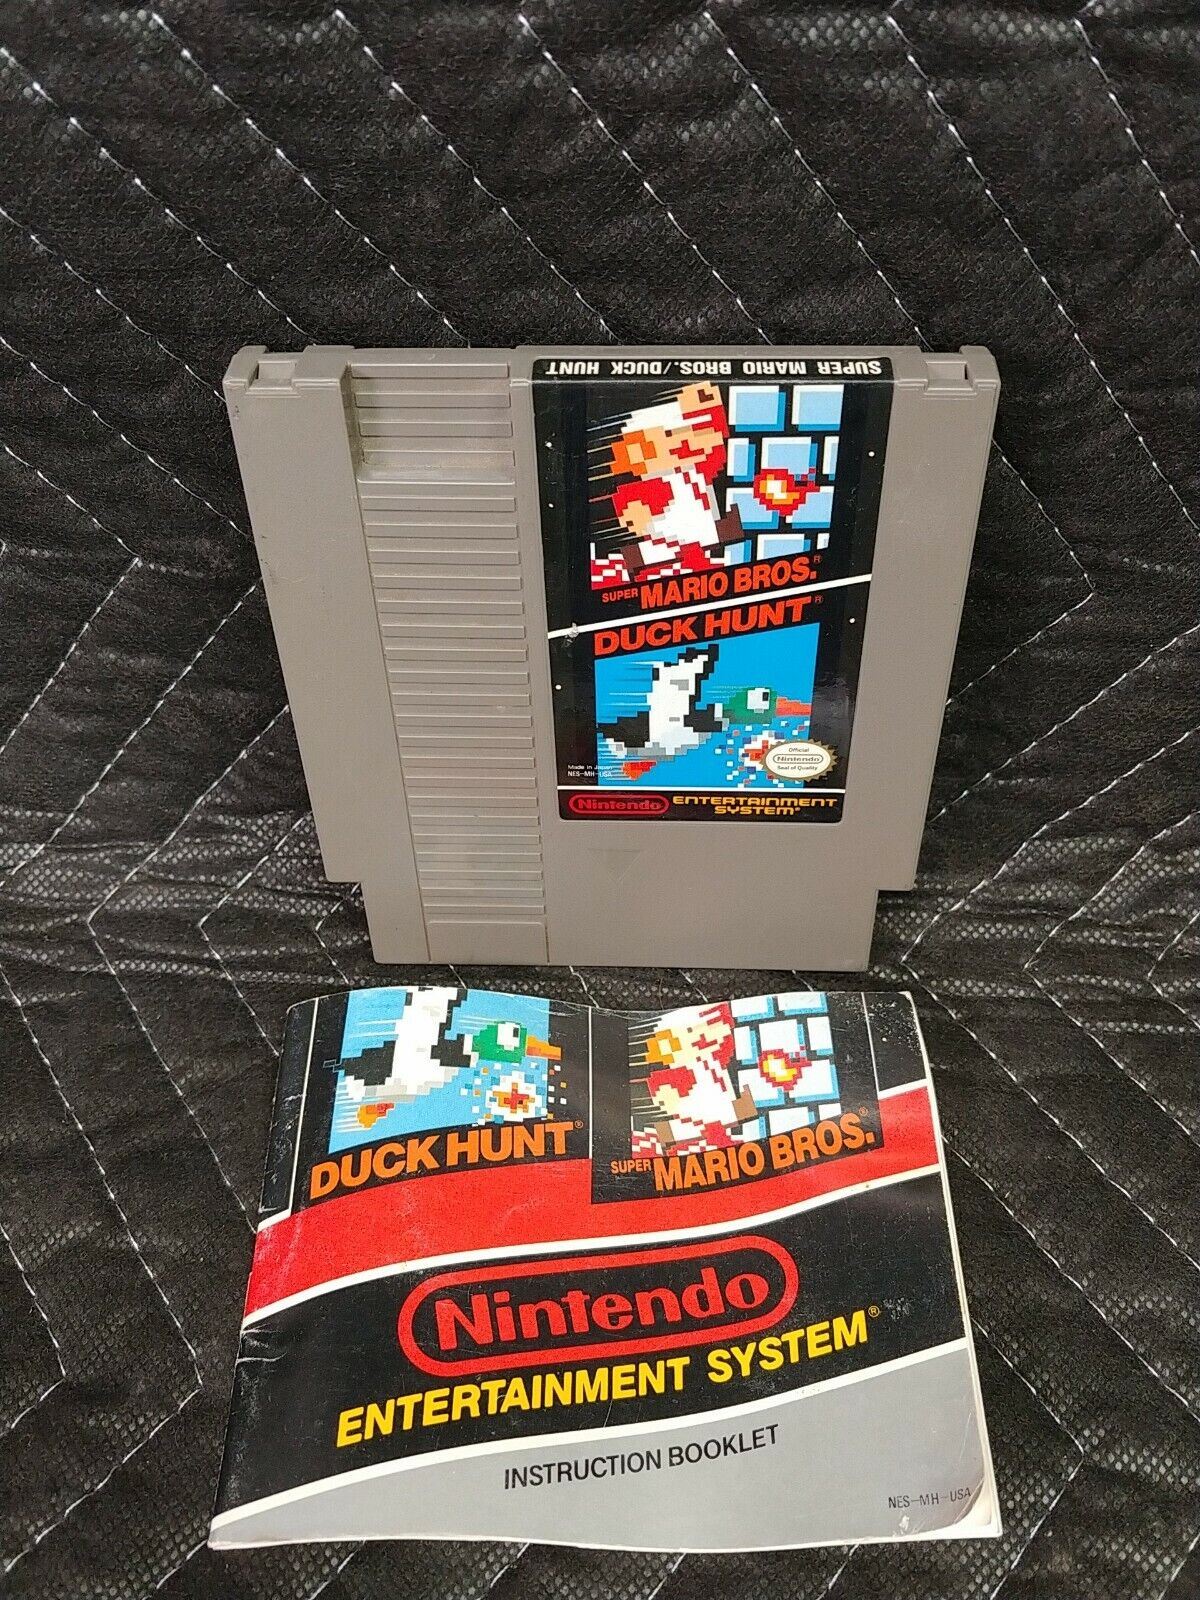 SUPER MARIO BROS./DUCK HUNT
SUPER MARIO BROS.®
DUCK HUNT®
Official
Nintendo
Seal of Quality
Made in Japan
NES-MH-USA
Nintendo ENTERTAINMENT
SYSTEM®
DUCK HUNT®
SUPER MARIO BROS.®
Nintendo
ENTERTAINMENT SYSTEM®
INSTRUCTION BOOKLET
NES-MH-USA